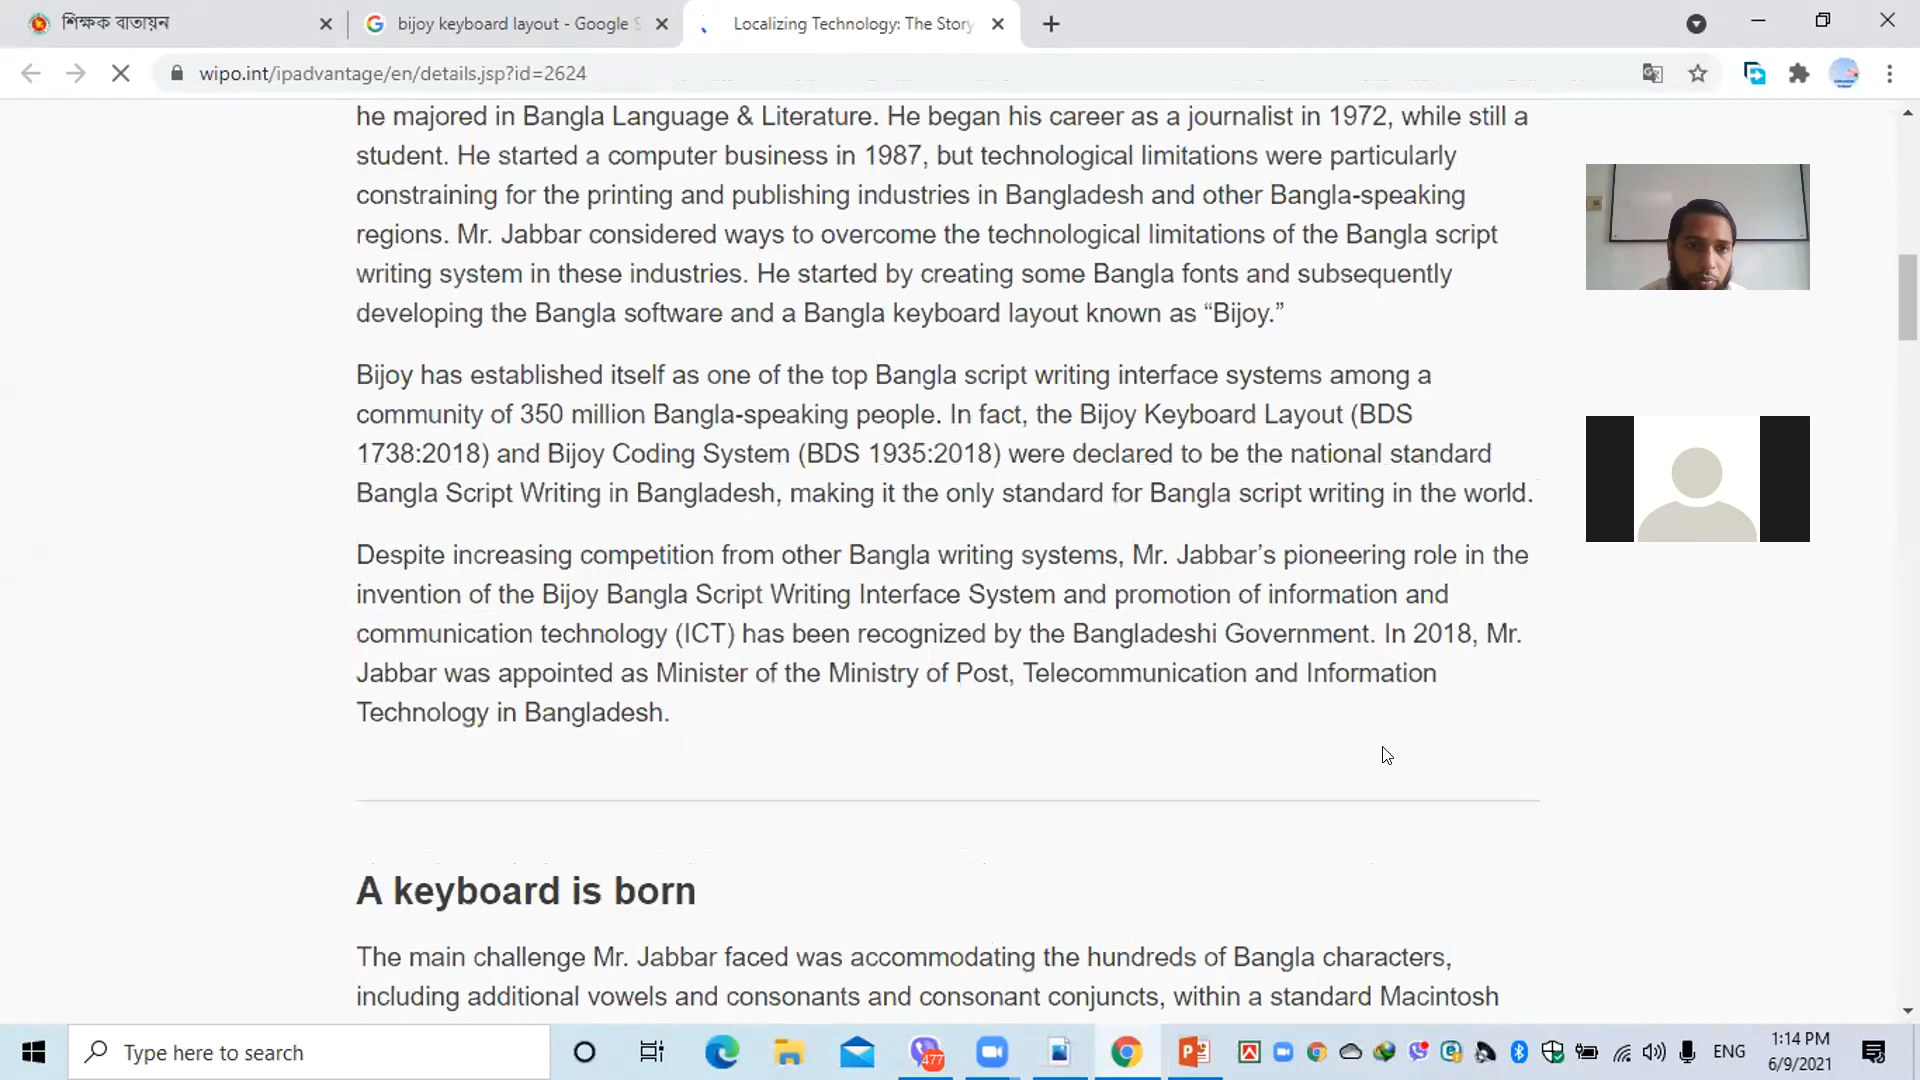 শিক্ষক বাতায়ন
bijoy keyboard layout - Google S
Localizing Technology: The Story
wipo.int/ipadvantage/en/details.jsp?id=2624
he majored in Bangla Language & Literature. He began his career as a journalist in 1972, while still a
student. He started a computer business in 1987, but technological limitations were particularly
constraining for the printing and publishing industries in Bangladesh and other Bangla-speaking
regions. Mr. Jabbar considered ways to overcome the technological limitations of the Bangla script
writing system in these industries. He started by creating some Bangla fonts and subsequently
developing the Bangla software and a Bangla keyboard layout known as “Bijoy.”
Bijoy has established itself as one of the top Bangla script writing interface systems among a
community of 350 million Bangla-speaking people. In fact, the Bijoy Keyboard Layout (BDS
1738:2018) and Bijoy Coding System (BDS 1935:2018) were declared to be the national standard
Bangla Script Writing in Bangladesh, making it the only standard for Bangla script writing in the world.
Despite increasing competition from other Bangla writing systems, Mr. Jabbar’s pioneering role in the
invention of the Bijoy Bangla Script Writing Interface System and promotion of information and
communication technology (ICT) has been recognized by the Bangladeshi Government. In 2018, Mr.
Jabbar was appointed as Minister of the Ministry of Post, Telecommunication and Information
Technology in Bangladesh.
A keyboard is born
The main challenge Mr. Jabbar faced was accommodating the hundreds of Bangla characters,
including additional vowels and consonants and consonant conjuncts, within a standard Macintosh
Type here to search
477
ENG
1:14 PM
6/9/2021